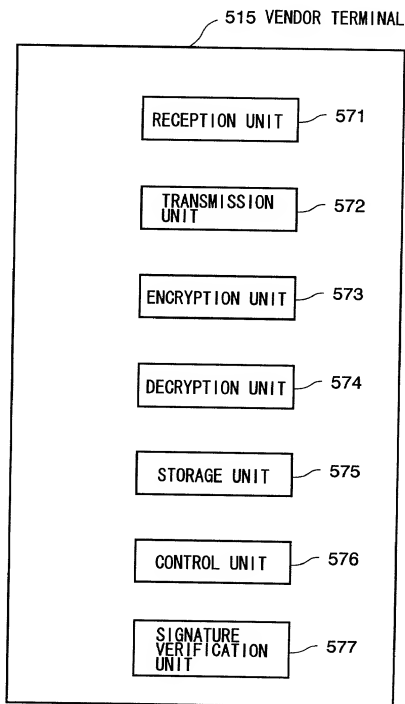 515 VENDOR TERMINAL
RECEPTION UNIT 571
TRANSMISSION
UNIT 572
ENCRYPTION UNIT 573
DECRYPTION UNIT 574
STORAGE UNIT 575
CONTROL UNIT 576
SIGNATURE
VERIFICATION
UNIT 577